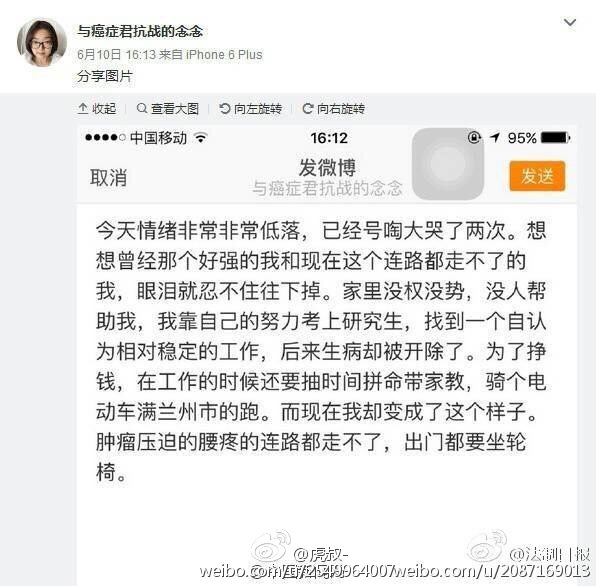 与癌症君抗战的念念
6月10日 16:13 来自 iPhone 6 Plus
分享图片
收起 查看大图 向左旋转 向右旋转
中国移动 16:12 95%
取消 发微博 发送
与癌症君抗战的念念
今天情绪非常非常低落，已经号啕大哭了两次。想
想曾经那个好强的我和现在这个连路都走不了的
我，眼泪就忍不住往下掉。家里没权没势，没人帮
助我，我靠自己的努力考上研究生，找到一个自认
为相对稳定的工作，后来生病却被开除了。为了挣
钱，在工作的时候还要抽时间拼命带家教，骑个电
动车满兰州市的跑。而现在我却变成了这个样子。
肿瘤压迫的腰疼的连路都走不了，出门都要坐轮
椅。
@虎叔- @法制日报
weibo.com/u/2087169013